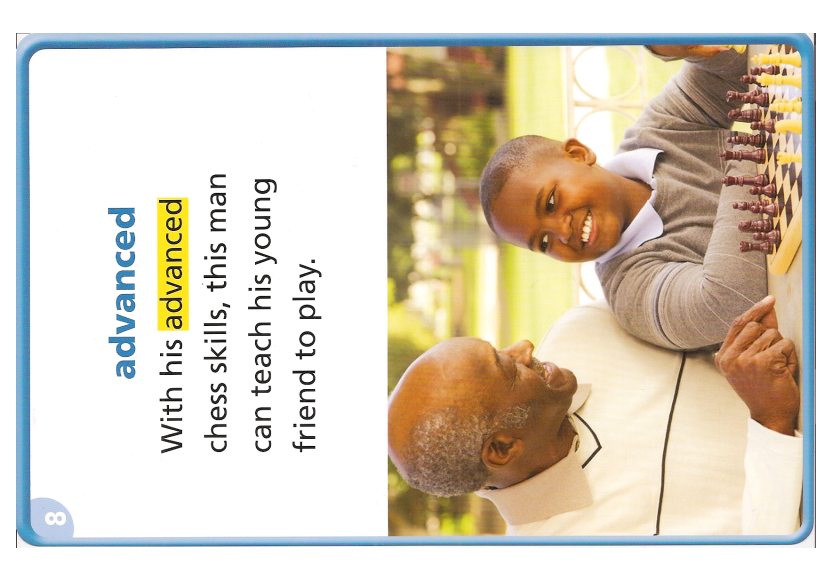 advanced
With his advanced
chess skills, this man
can teach his young
friend to play.
8